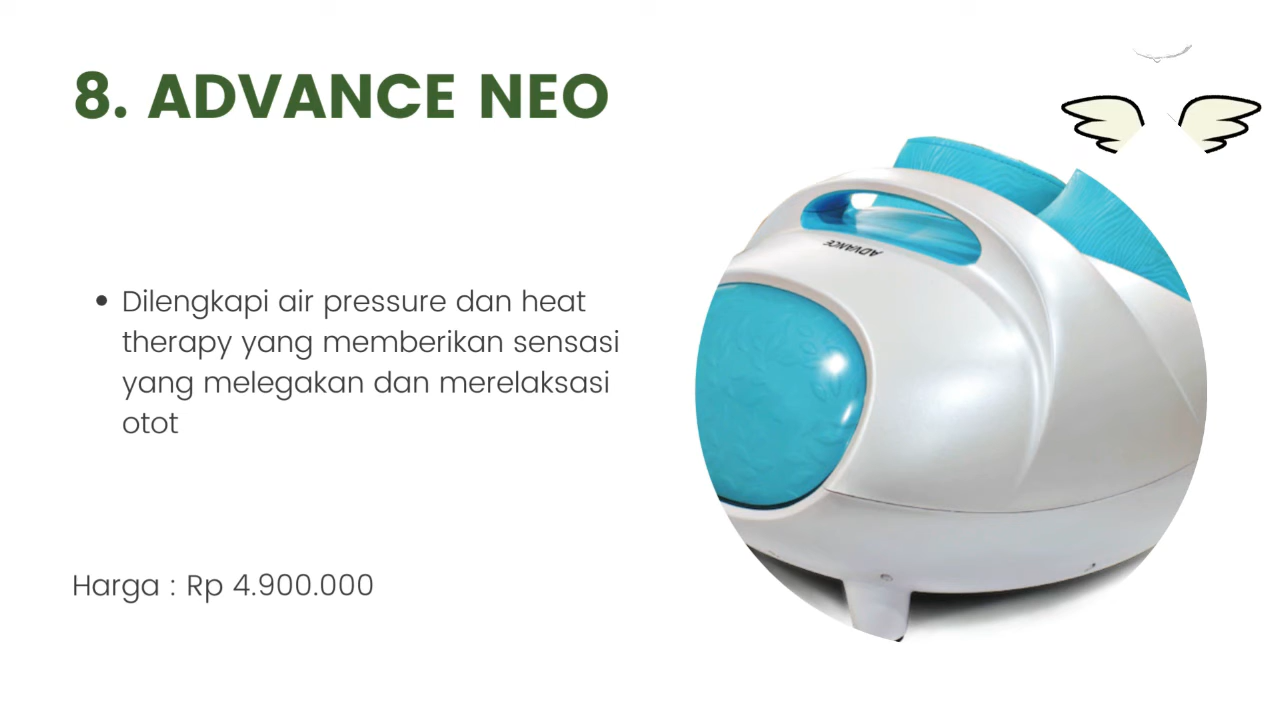 8. ADVANCE NEO
ADVANCE
Dilengkapi air pressure dan heat
therapy yang memberikan sensasi
yang melegakan dan merelaksasi
otot
Harga : Rp 4.900.000